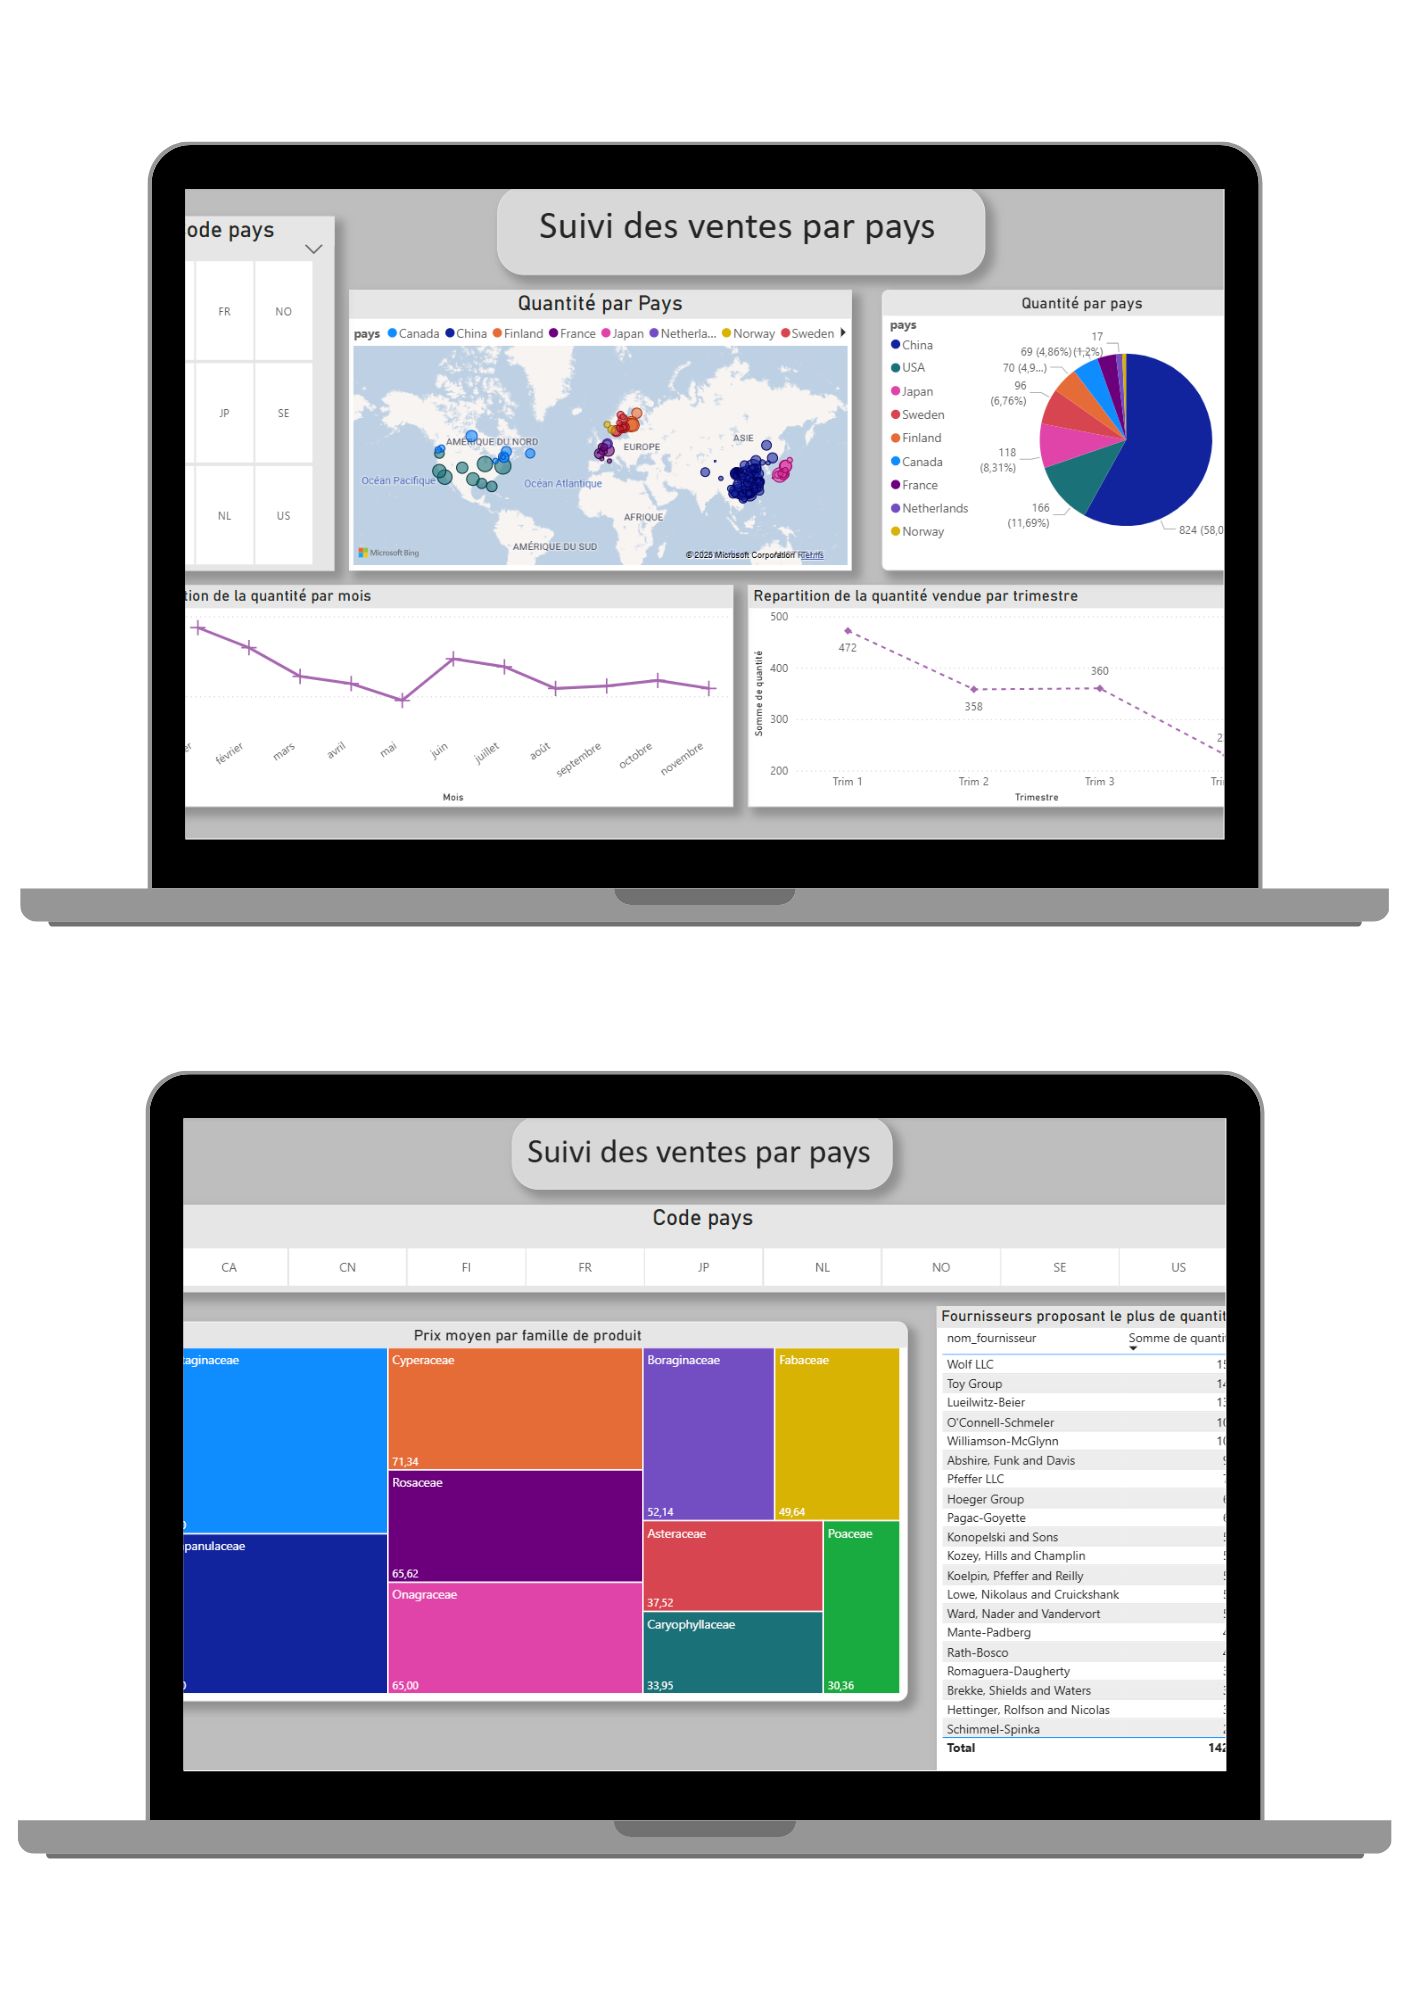 Suivi des ventes par pays
ode pays
FR NO
JP SE
NL US
Quantité par Pays
pays Canada China Finland France Japan Netherla... Norway Sweden
AMÉRIQUE DU NORD
EUROPE
ASIE
Océan Pacifique
Océan Atlantique
AFRIQUE
AMÉRIQUE DU SUD
Microsoft Bing
© 2025 Microsoft Corporation Terms
Quantité par pays
pays
China
USA
Japan
Sweden
Finland
Canada
France
Netherlands
Norway
17
(1,2%)
69 (4,86%)
70 (4,9...)
96
(6,76%)
118
(8,31%)
166
(11,69%)
824 (58,0
tion de la quantité par mois
er février mars avril mai juin juillet août septembre octobre novembre
Mois
Repartition de la quantité vendue par trimestre
Somme de quantité
500
400
300
200
472
358
360
2
Trim 1 Trim 2 Trim 3 Tri
Trimestre
Suivi des ventes par pays
Code pays
CA CN FI FR JP NL NO SE US
Prix moyen par famille de produit
aginaceae
panulaceae
Cyperaceae
71,34
Rosaceae
65,62
Onagraceae
65,00
Boraginaceae
52,14
Fabaceae
49,64
Asteraceae
37,52
Caryophyllaceae
33,95
Poaceae
30,36
Fournisseurs proposant le plus de quantit
nom_fournisseur Somme de quantit
Wolf LLC 15
Toy Group 14
Lueilwitz-Beier 13
O'Connell-Schmeler 10
Williamson-McGlynn 10
Abshire, Funk and Davis
Pfeffer LLC
Hoeger Group
Pagac-Goyette
Konopelski and Sons
Kozey, Hills and Champlin
Koelpin, Pfeffer and Reilly
Lowe, Nikolaus and Cruickshank
Ward, Nader and Vandervort
Mante-Padberg
Rath-Bosco
Romaguera-Daugherty
Brekke, Shields and Waters
Hettinger, Rolfson and Nicolas
Schimmel-Spinka
Total 142